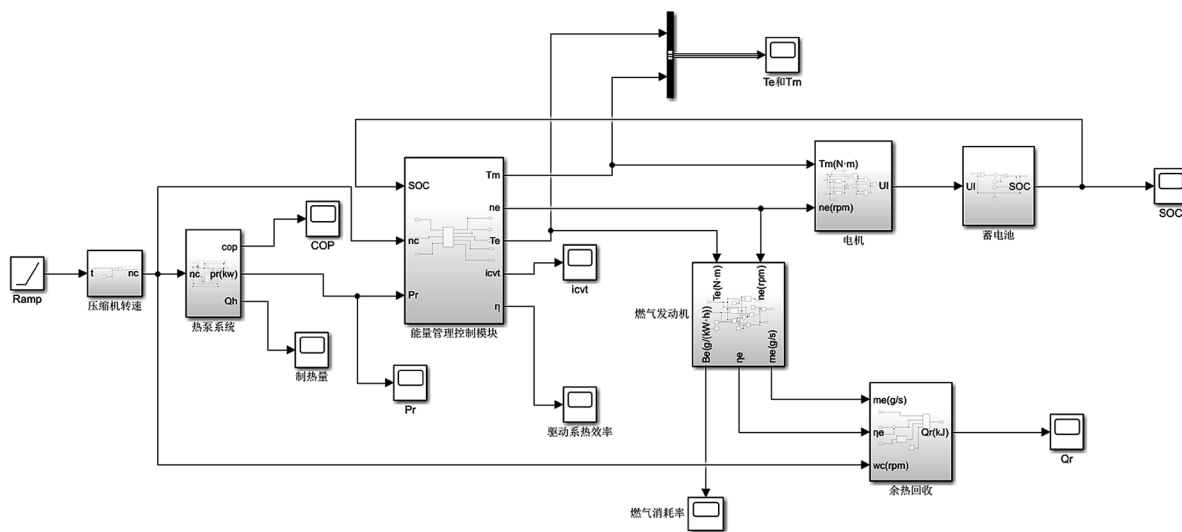 Te和Tm
SOC
nc
Pr
Tm
ne
Te
icvt
η
能量管理控制模块
Tm(N·m)
ne(rpm)
UI
电机
UI
SOC
蓄电池
SOC
Ramp
t
nc
压缩机转速
nc
cop
pr(kw)
Qh
热泵系统
COP
制热量
Pr
icvt
驱动系热效率
Te(N·m)
ne(rpm)
Be(g/(kW·h))
ηe
me(g/s)
燃气发动机
燃气消耗率
me(g/s)
ηe
wc(rpm)
Qr(kJ)
余热回收
Qr